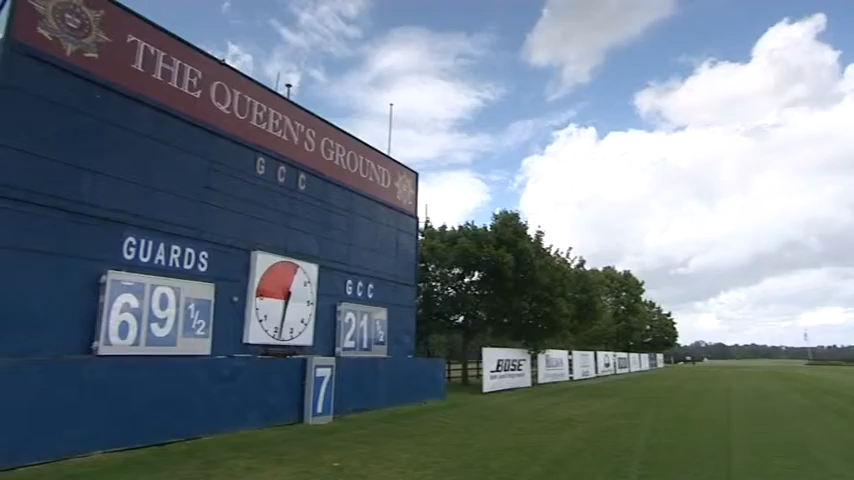 THE QUEEN'S GROUND
GCC
GUARDS
GCC
69 1/2
21 1/2
7
BOSE